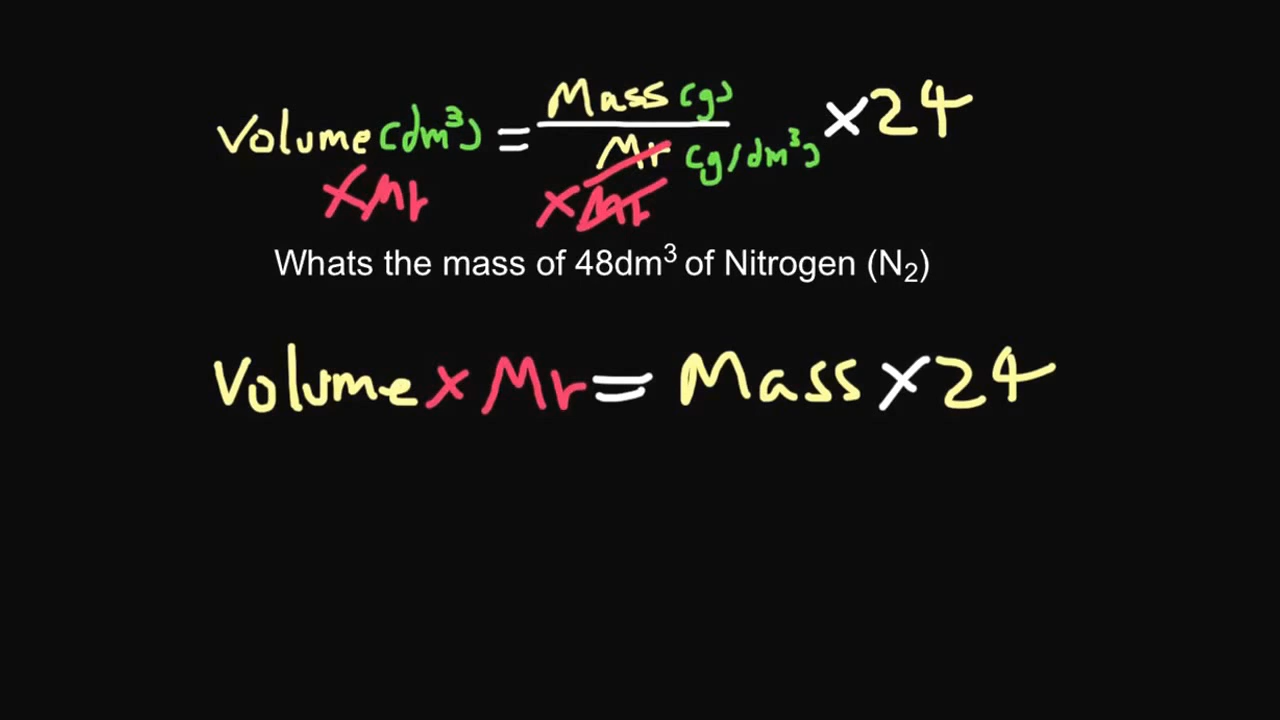 Volume (dm³) = Mass (g) / Mr (g/dm³) × 24
×Mr ×Mr
Whats the mass of 48dm³ of Nitrogen (N₂)
Volume × Mr = Mass × 24